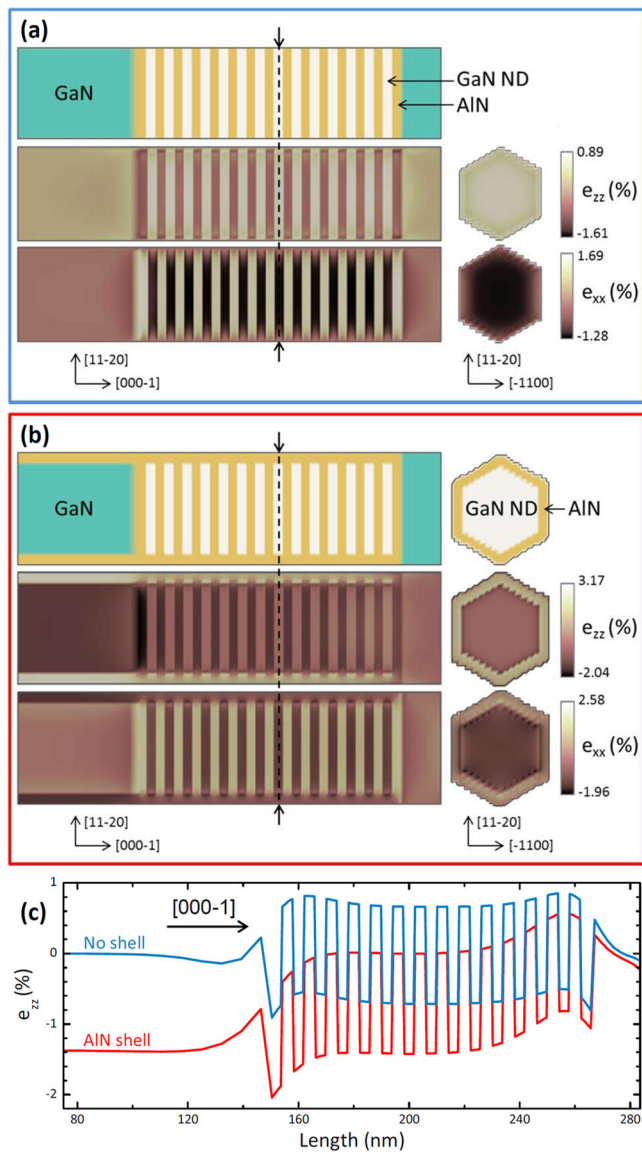 (a)
GaN
GaN ND
AlN
0.89
e_zz (%)
-1.61
1.69
e_xx (%)
-1.28
[11-20]
[000-1]
[11-20]
[-1100]
(b)
GaN
GaN ND
AlN
3.17
e_zz (%)
-2.04
2.58
e_xx (%)
-1.96
[11-20]
[000-1]
[11-20]
[-1100]
(c)
[000-1]
No shell
AlN shell
e_zz (%)
1
0
-1
-2
80
120
160
200
240
280
Length (nm)